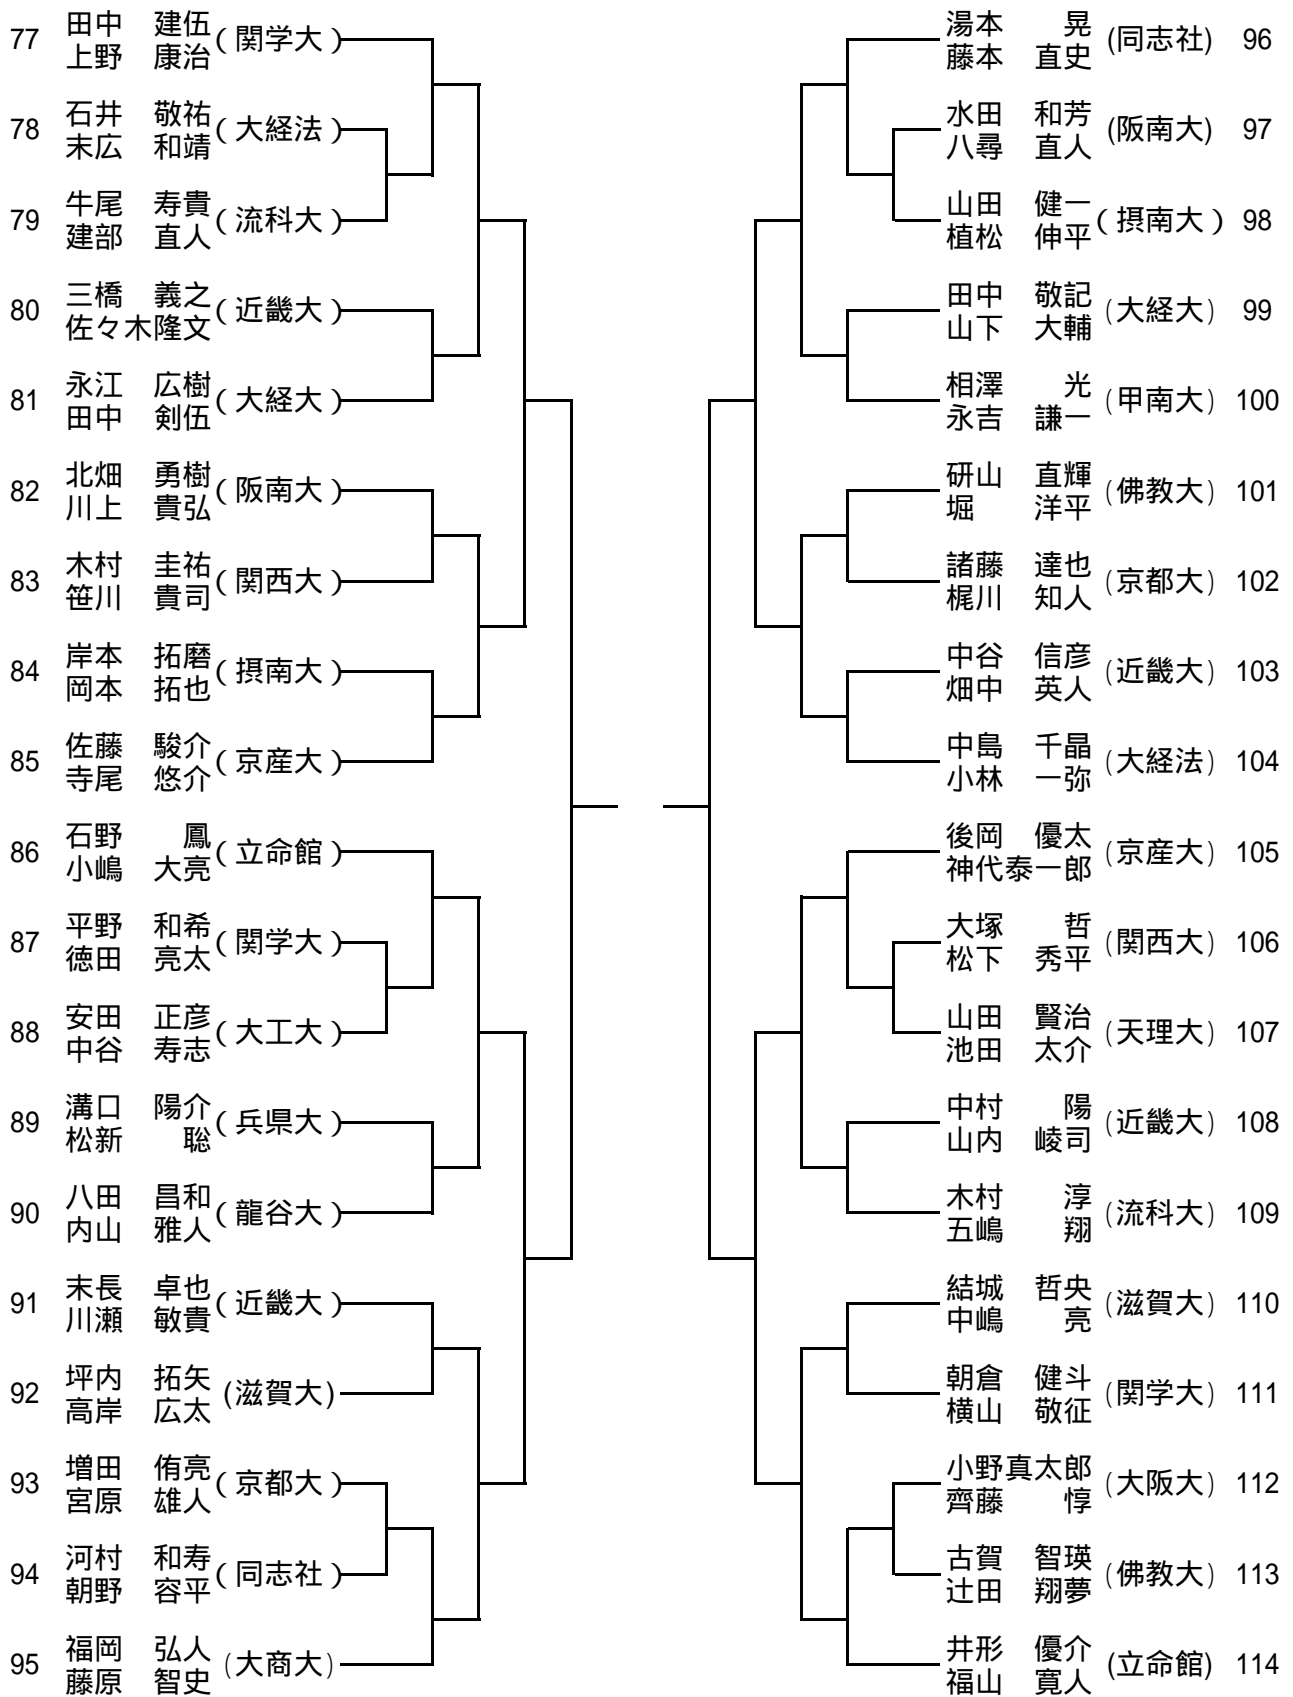 77 田中　建伍 (関学大)
上野　康治
78 石井　敬祐 (大経法)
末広　和靖
79 牛尾　寿貴 (流科大)
建部　直人
80 三橋　義之 (近畿大)
佐々木隆文
81 永江　広樹 (大経大)
田中　剣伍
82 北畑　勇樹 (阪南大)
川上　貴弘
83 木村　圭祐 (関西大)
笹川　貴司
84 岸本　拓磨 (摂南大)
岡本　拓也
85 佐藤　駿介 (京産大)
寺尾　悠介
86 石野　鳳 (立命館)
小嶋　大亮
87 平野　和希 (関学大)
徳田　亮太
88 安田　正彦 (大工大)
中谷　寿志
89 溝口　陽介 (兵県大)
松新　聡
90 八田　昌和 (龍谷大)
内山　雅人
91 末長　卓也 (近畿大)
川瀬　敏貴
92 坪内　拓矢 (滋賀大)
高岸　広太
93 増田　侑亮 (京都大)
宮原　雄人
94 河村　和寿 (同志社)
朝野　容平
95 福岡　弘人 (大商大)
藤原　智史
湯本　晃 (同志社) 96
藤本　直史
水田　和芳 (阪南大) 97
八尋　直人
山田　健一 (摂南大) 98
植松　伸平
田中　敬記 (大経大) 99
山下　大輔
相澤　光 (甲南大) 100
永吉　謙一
研山　直輝 (佛教大) 101
堀　洋平
諸藤　達也 (京都大) 102
梶川　知人
中谷　信彦 (近畿大) 103
畑中　英人
中島　千晶 (大経法) 104
小林　一弥
後岡　優太 (京産大) 105
神代泰一郎
大塚　哲 (関西大) 106
松下　秀平
山田　賢治 (天理大) 107
池田　太介
中村　陽 (近畿大) 108
山内　崚司
木村　淳 (流科大) 109
五嶋　翔
結城　哲央 (滋賀大) 110
中嶋　亮
朝倉　健斗 (関学大) 111
横山　敬征
小野真太郎 (大阪大) 112
齊藤　惇
古賀　智瑛 (佛教大) 113
辻田　翔夢
井形　優介 (立命館) 114
福山　寛人